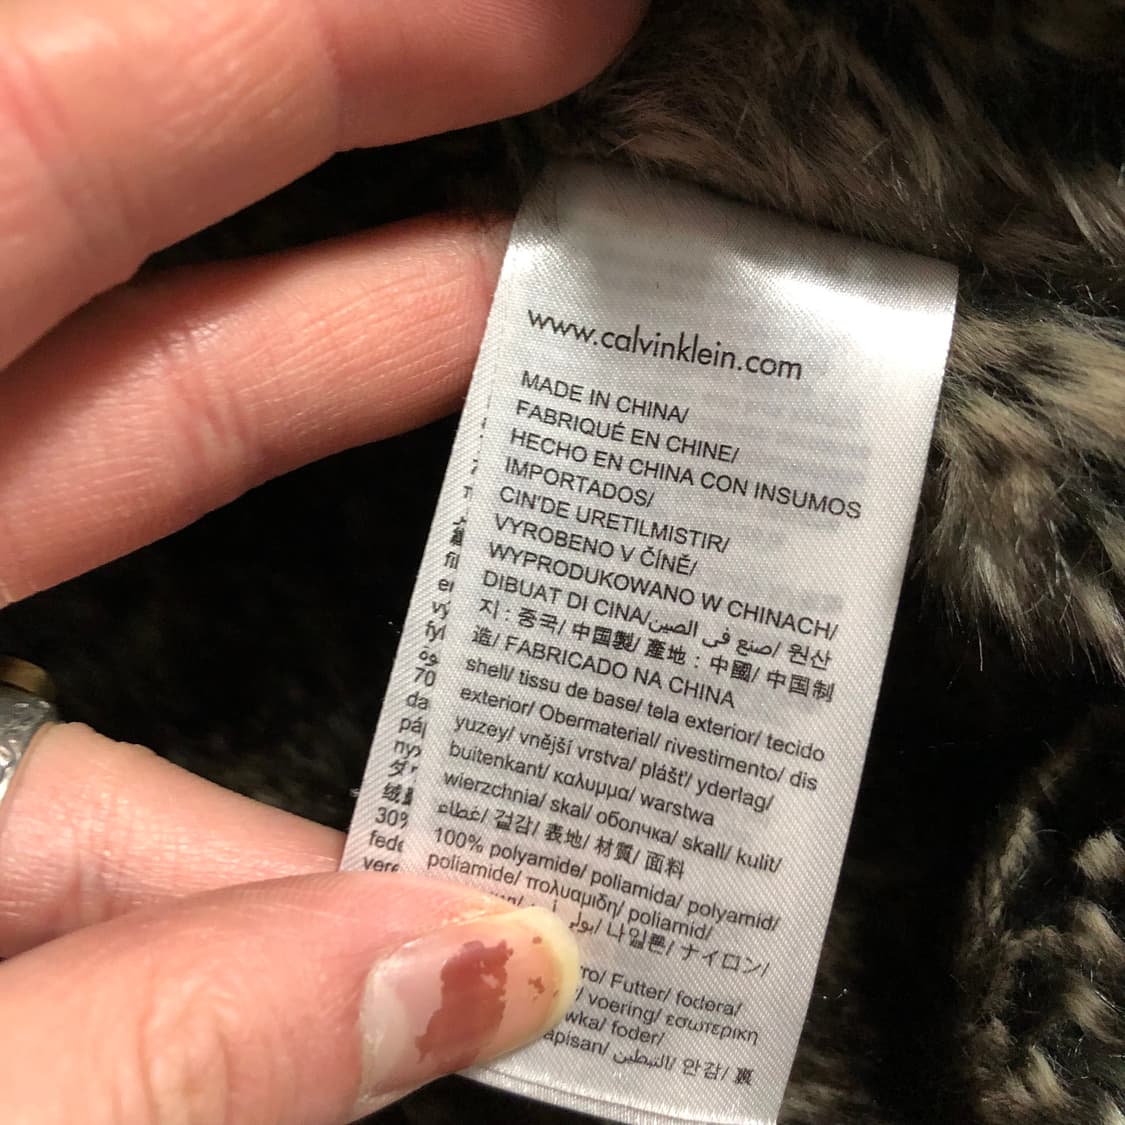 www.calvinklein.com
MADE IN CHINA/
FABRIQUÉ EN CHINE/
HECHO EN CHINA CON INSUMOS
IMPORTADOS/
CIN'DE URETILMISTIR/
VYROBENO V ČÍNĚ/
WYPRODUKOWANO W CHINACH/
DIBUAT DI CINA/صنع في الصين/ 원산
지 : 중국/ 中国製/ 產地 : 中國/ 中国制
造/ FABRICADO NA CHINA
shell/ tissu de base/ tela exterior/ tecido
exterior/ Obermaterial/ rivestimento/ dis
yuzey/ vnější vrstva/ plášť/ yderlag/
buitenkant/ καλυμμα/ warstwa
wierzchnia/ skal/ оболчка/ skall/ kulit/
غطاء/ 겉감/ 表地/ 材質/ 面料
100% polyamide/ poliamida/ polyamid/
poliamide/ πολυαμιδη/ poliamid/
나일론/ ナイロン/
Futter/ fodera/
voering/ εσωτερικη
foder/
التبطين/ 안감/ 裏
70
30%